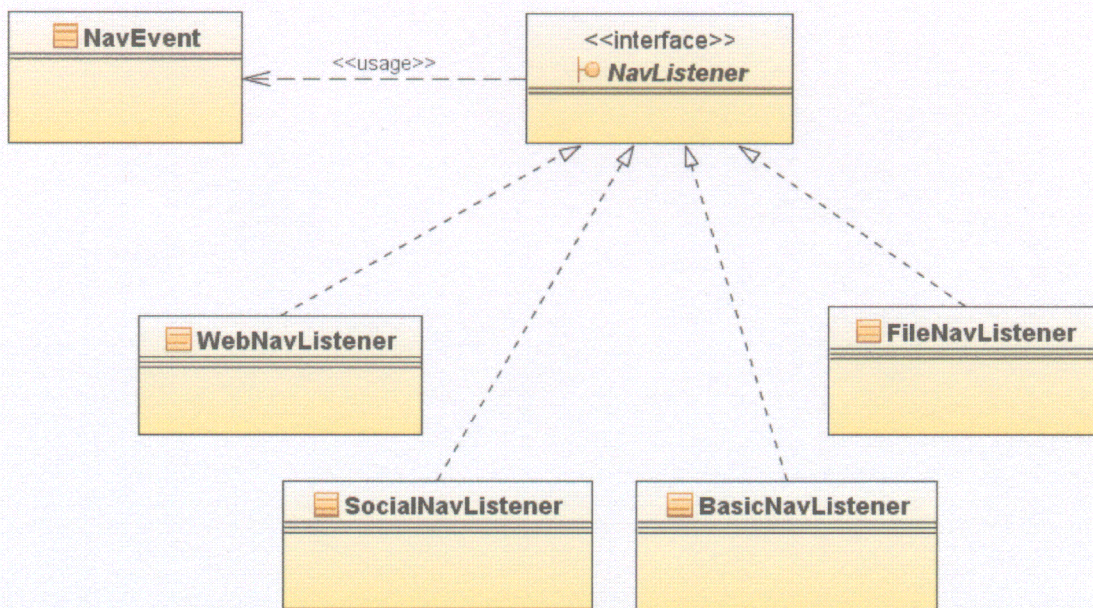 NavEvent
<<usage>>
<<interface>>
NavListener
WebNavListener
FileNavListener
SocialNavListener
BasicNavListener